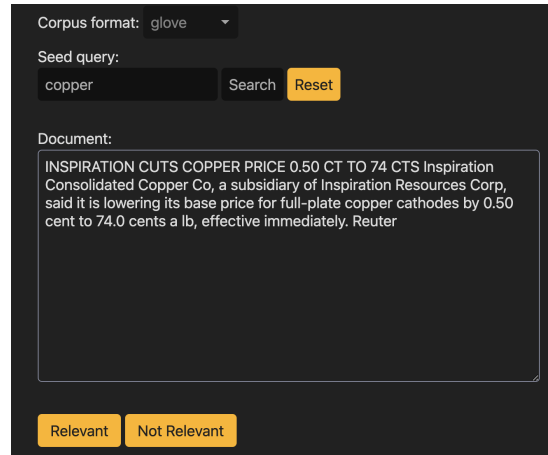 Corpus format: glove
Seed query:
copper Search Reset
Document:
INSPIRATION CUTS COPPER PRICE 0.50 CT TO 74 CTS Inspiration
Consolidated Copper Co, a subsidiary of Inspiration Resources Corp,
said it is lowering its base price for full-plate copper cathodes by 0.50
cent to 74.0 cents a lb, effective immediately. Reuter
Relevant Not Relevant